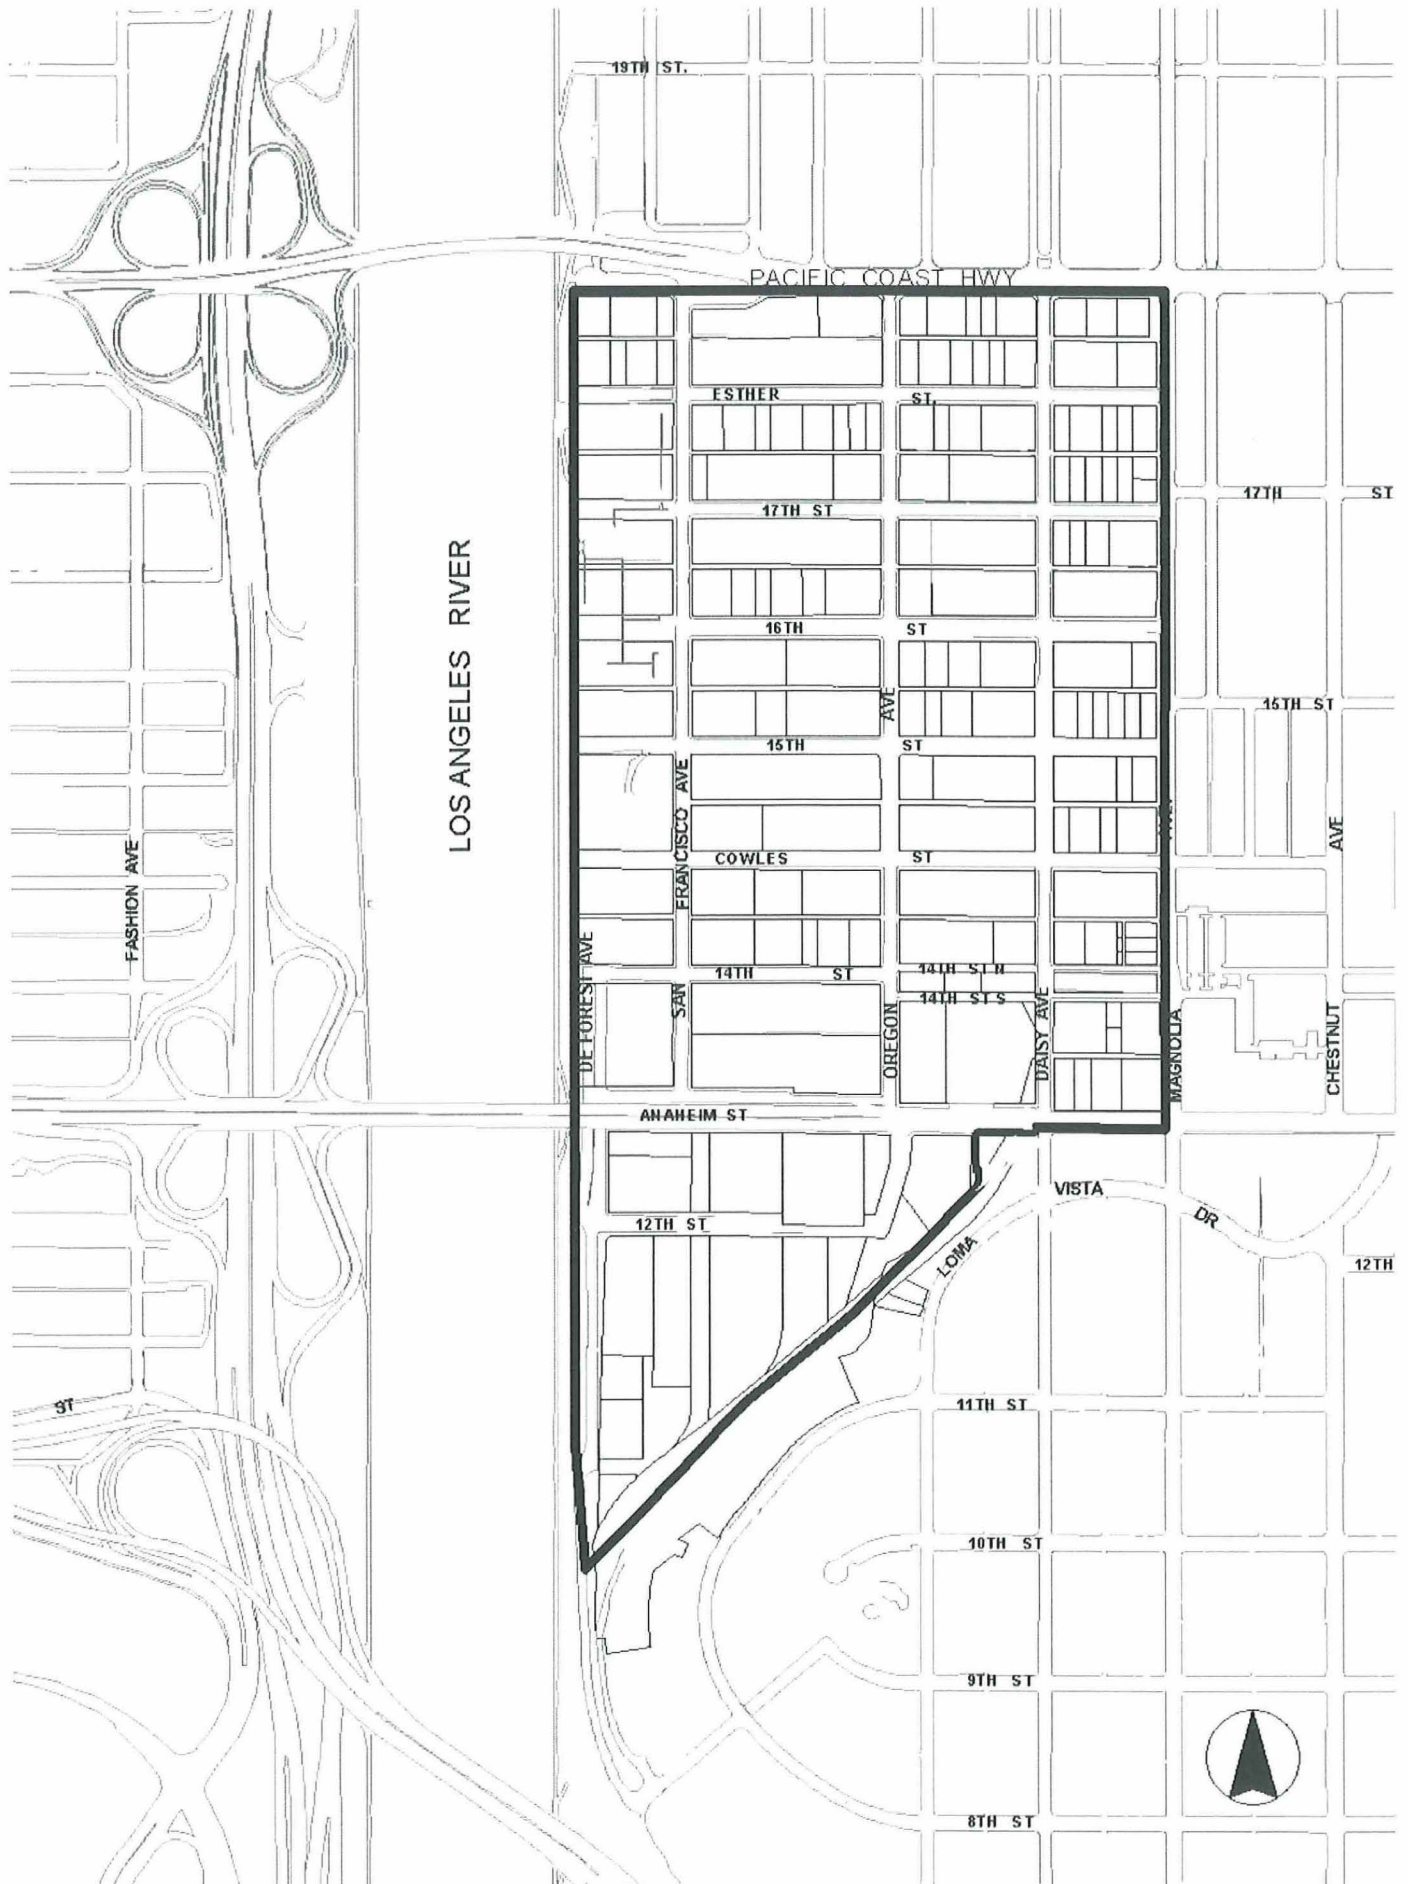 19TH ST.
PACIFIC COAST HWY
ESTHER ST.
17TH ST
17TH ST
LOS ANGELES RIVER
16TH ST
AVE
15TH ST
15TH ST
SAN FRANCISCO AVE
FASHION AVE
COWLES ST
AVE
DE FOREST AVE
14TH ST
14TH ST N
14TH ST S
OREGON
DAISY AVE
MAGNOLIA
CHESTNUT
ANAHEIM ST
VISTA
DR
12TH ST
LOMA
12TH
ST
11TH ST
10TH ST
9TH ST
8TH ST